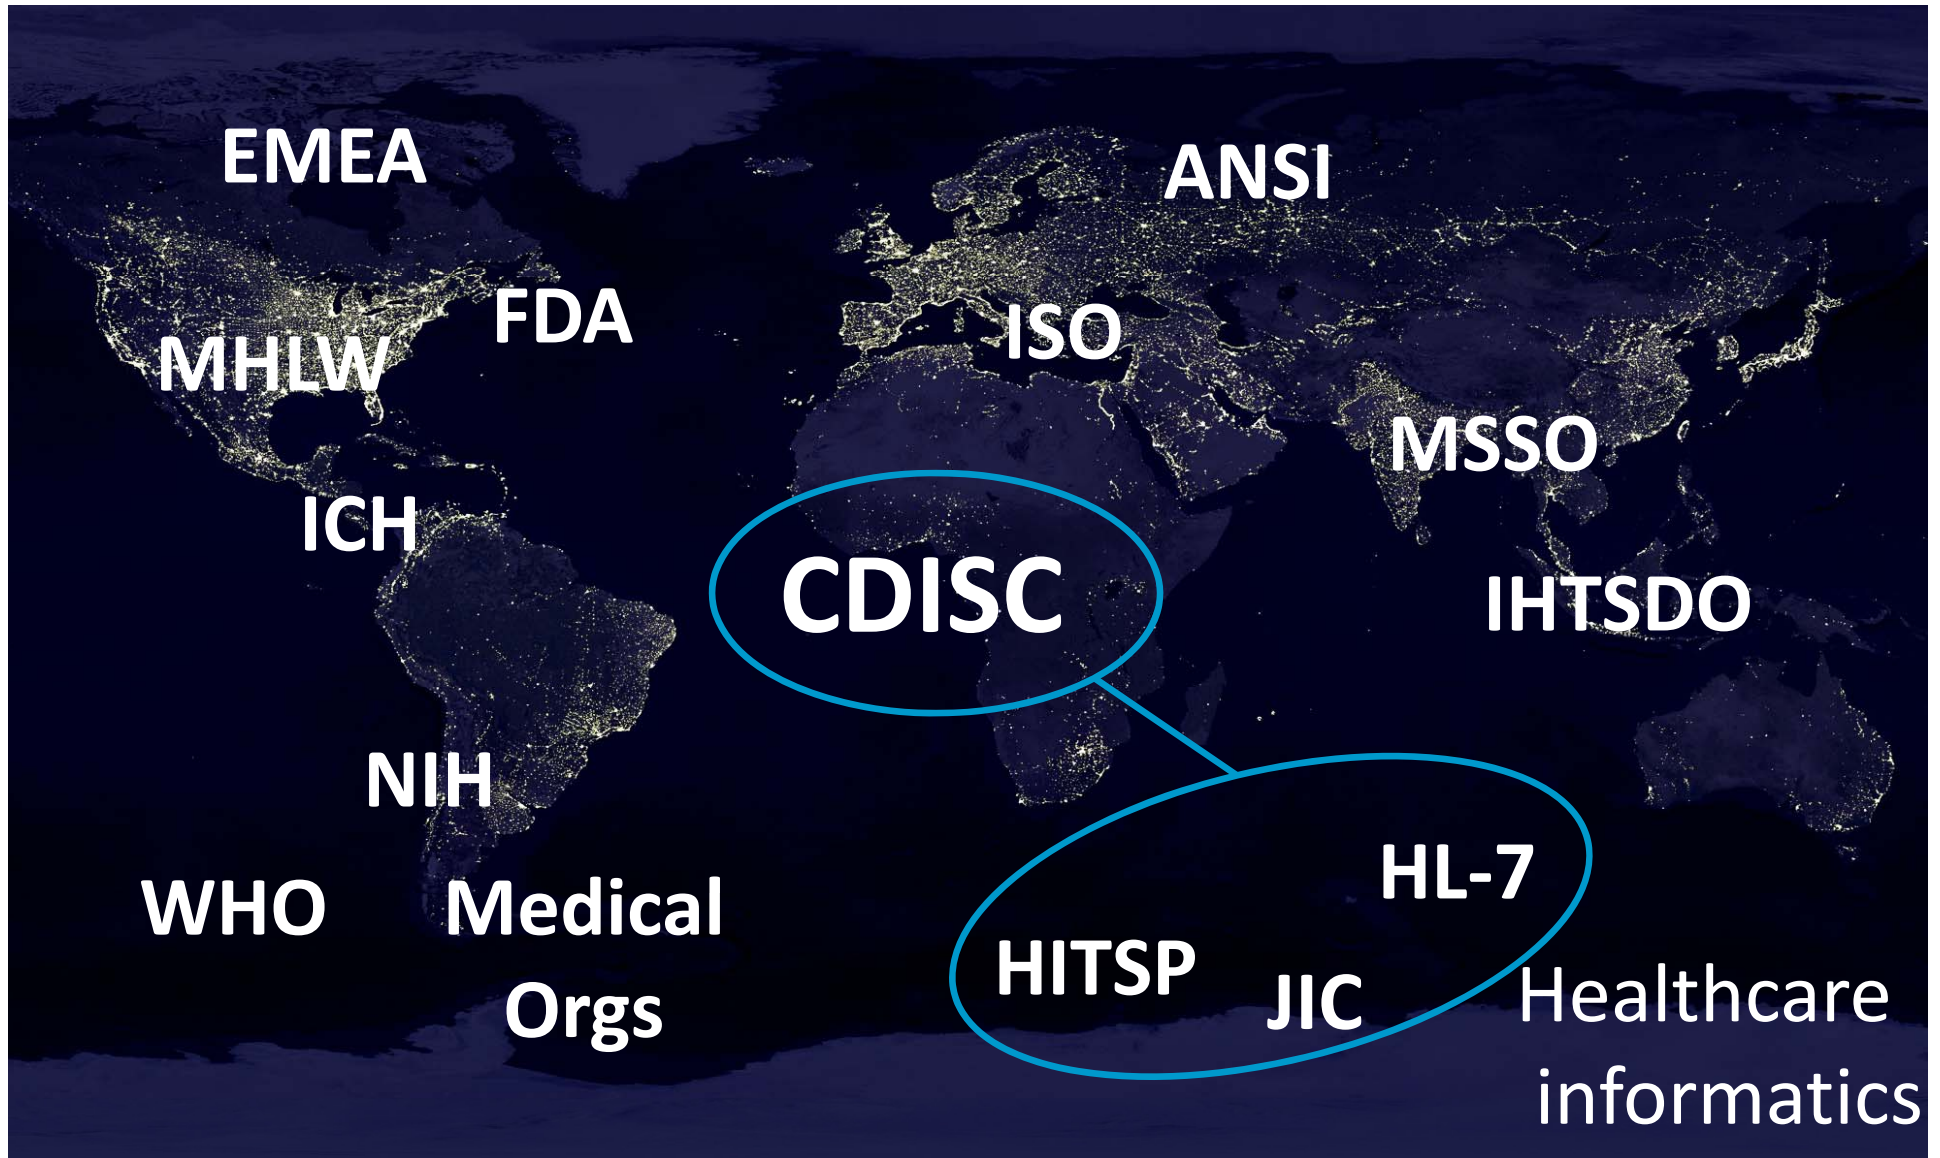 EMEA
ANSI
FDA
ISO
MHLW
MSSO
ICH
CDISC
IHTSDO
NIH
HL-7
WHO
Medical
Orgs
HITSP
JIC
Healthcare
informatics